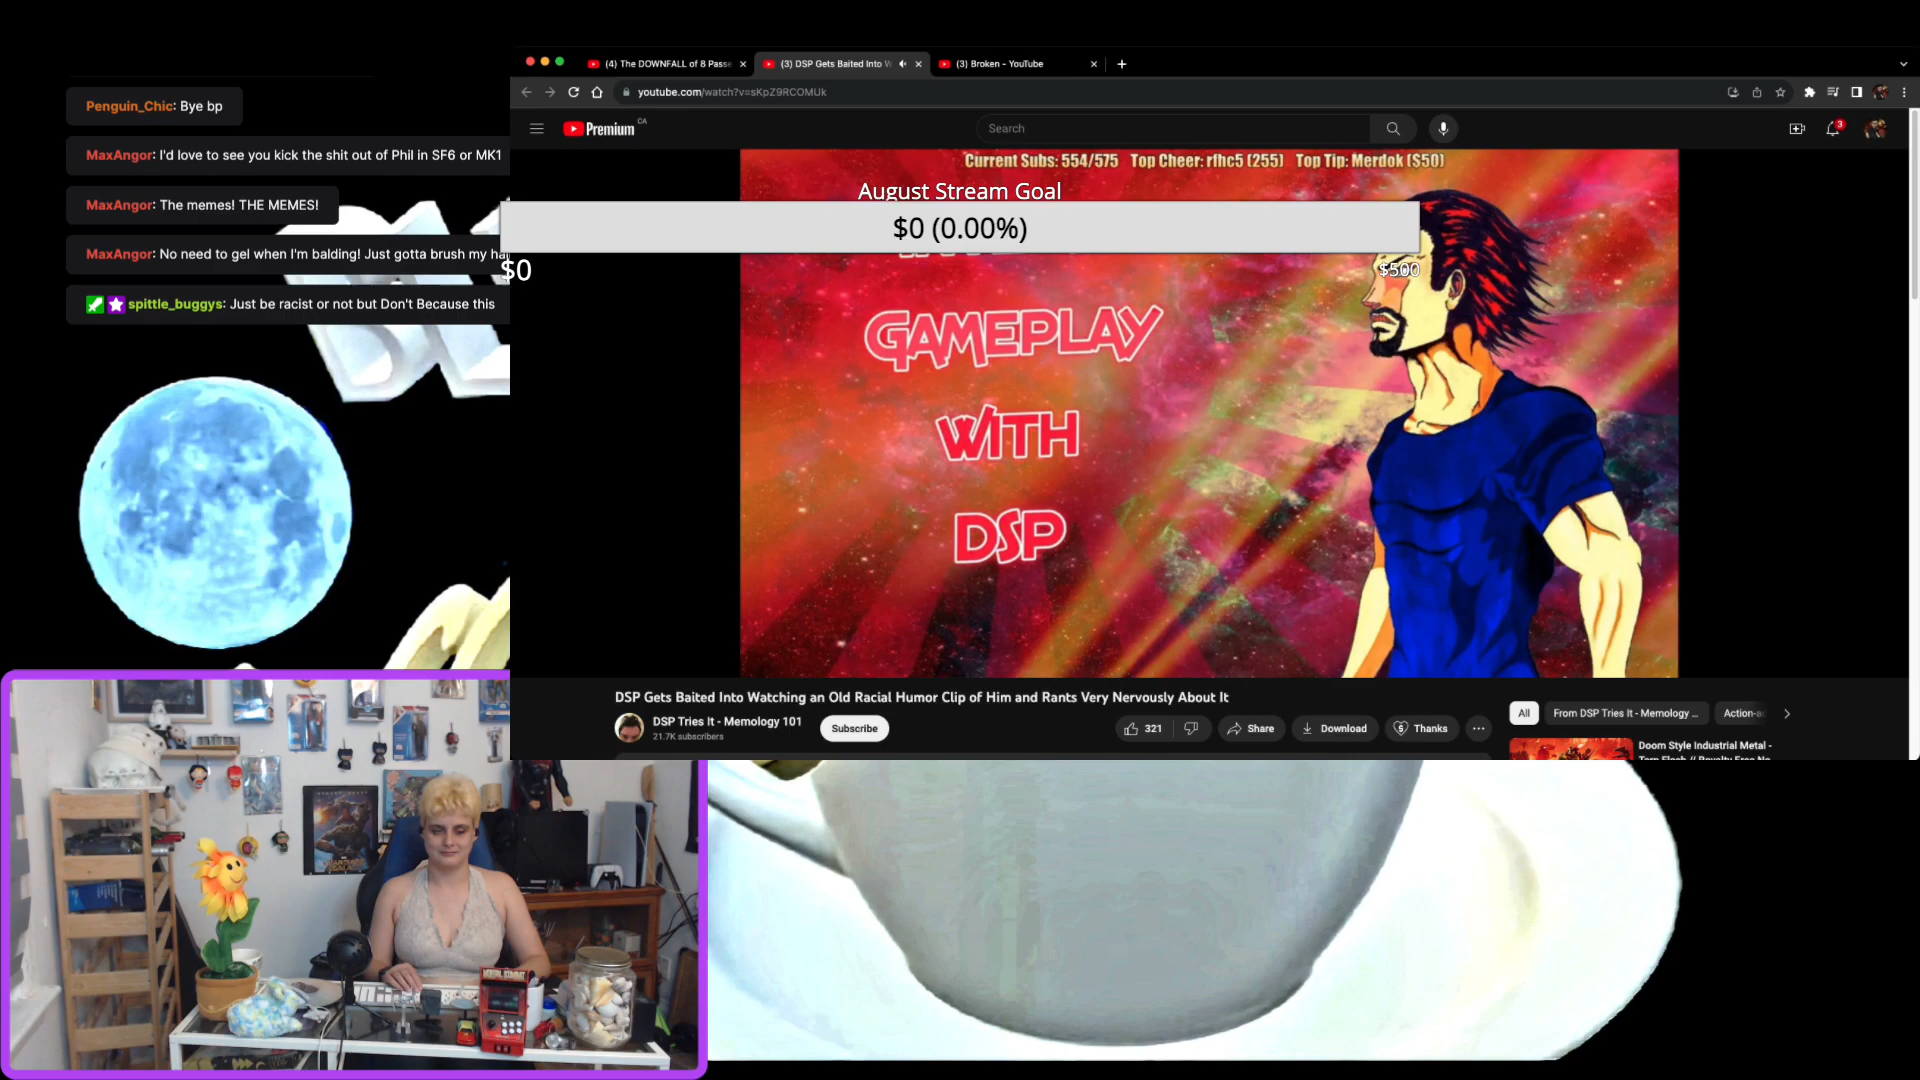 (4) The DOWNFALL of 8 Passe
(3) DSP Gets Baited Into W
(3) Broken - YouTube
youtube.com/watch?v=sKpZ9RCOMUk
Premium CA
Search
3
Penguin_Chic: Bye bp
MaxAngor: I'd love to see you kick the shit out of Phil in SF6 or MK1
MaxAngor: The memes! THE MEMES!
MaxAngor: No need to gel when I'm balding! Just gotta brush my ha
spittle_buggys: Just be racist or not but Don't Because this
Current Subs: 554/575 Top Cheer: rfhc5 (255) Top Tip: Merdok ($50)
August Stream Goal
$0 (0.00%)
$0
$500
GAMEPLAY
WITH
DSP
DSP Gets Baited Into Watching an Old Racial Humor Clip of Him and Rants Very Nervously About It
DSP Tries It - Memology 101
21.7K subscribers
Subscribe
321
Share
Download
Thanks
All
From DSP Tries It - Memology ...
Action-a
Doom Style Industrial Metal -
MORTAL KOMBAT